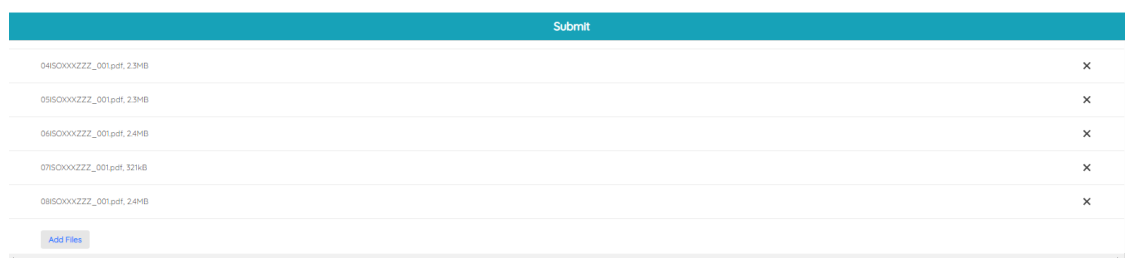 Submit
04ISOXXXZZZ_001.pdf, 2.3MB
05ISOXXXZZZ_001.pdf, 2.3MB
06ISOXXXZZZ_001.pdf, 2.4MB
07ISOXXXZZZ_001.pdf, 321kB
08ISOXXXZZZ_001.pdf, 2.4MB
Add Files